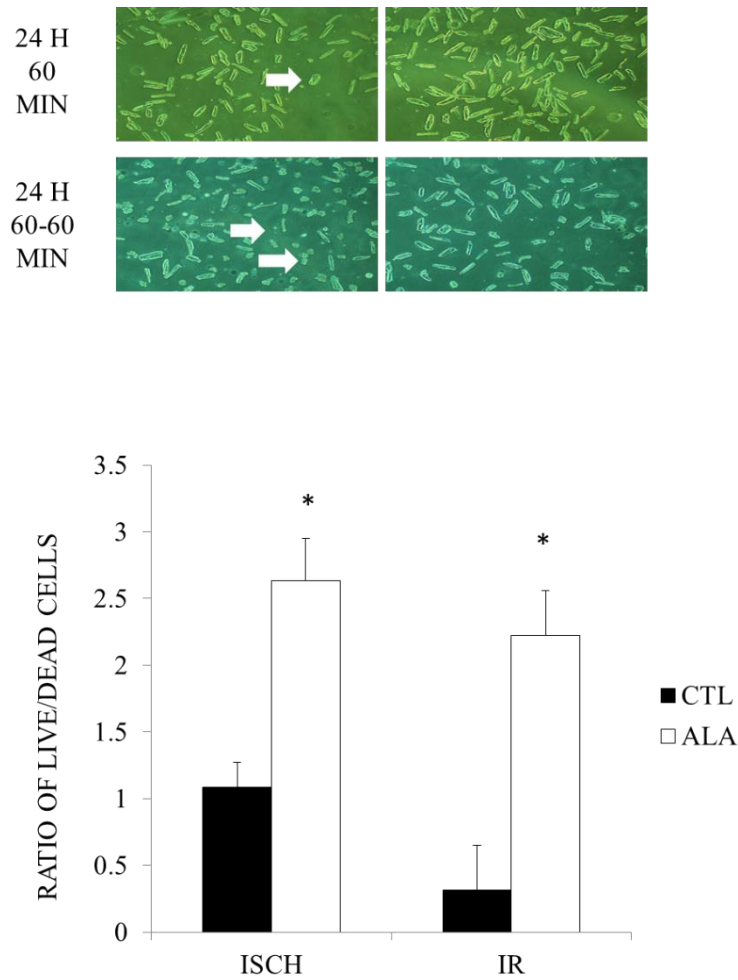 24 H
60
MIN
24 H
60-60
MIN
RATIO OF LIVE/DEAD CELLS
3.5
3
2.5
2
1.5
1
0.5
0
*
*
CTL
ALA
ISCH
IR